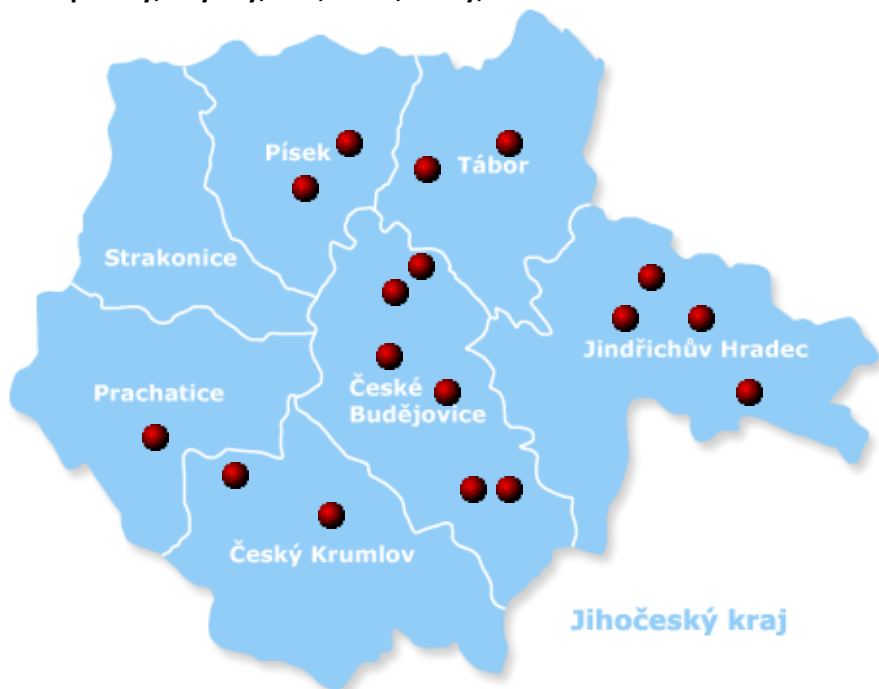 Písek
Tábor
Strakonice
Jindřichův Hradec
Prachatice
České
Budějovice
Český Krumlov
Jihočeský kraj